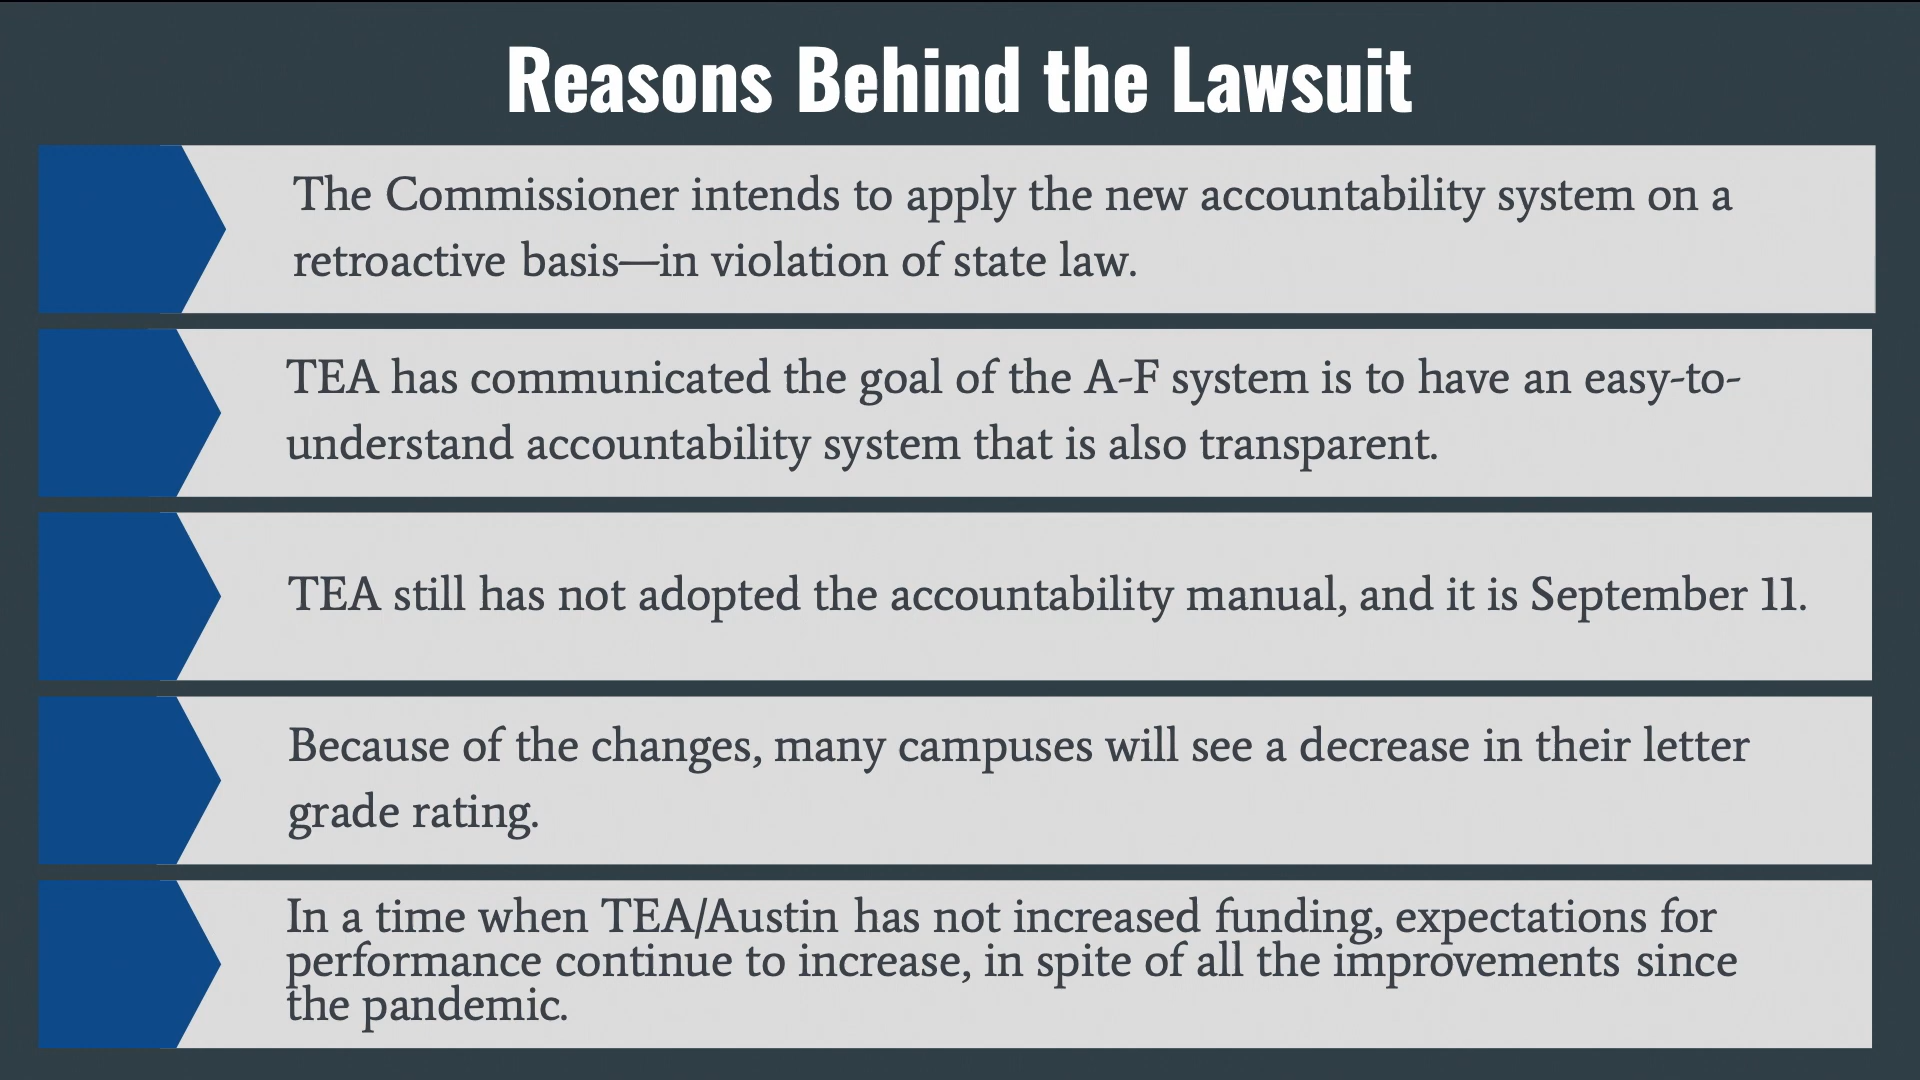 Reasons Behind the Lawsuit
The Commissioner intends to apply the new accountability system on a
retroactive basis—in violation of state law.
TEA has communicated the goal of the A-F system is to have an easy-to-
understand accountability system that is also transparent.
TEA still has not adopted the accountability manual, and it is September 11.
Because of the changes, many campuses will see a decrease in their letter
grade rating.
In a time when TEA/Austin has not increased funding, expectations for
performance continue to increase, in spite of all the improvements since
the pandemic.